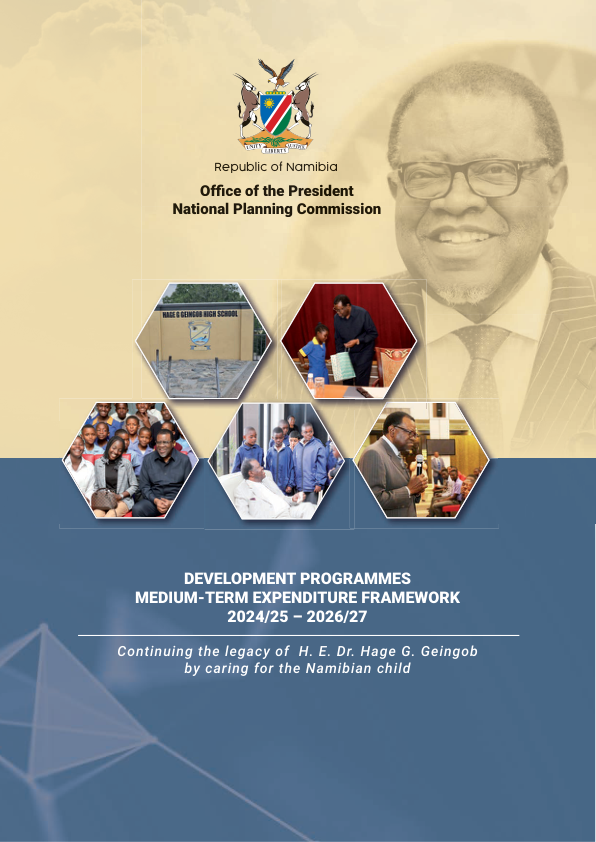 UNITY LIBERTY JUSTICE
Republic of Namibia
Office of the President
National Planning Commission
HAGE G GEINGOB HIGH SCHOOL
DEVELOPMENT PROGRAMMES
MEDIUM-TERM EXPENDITURE FRAMEWORK
2024/25 – 2026/27
Continuing the legacy of H. E. Dr. Hage G. Geingob
by caring for the Namibian child